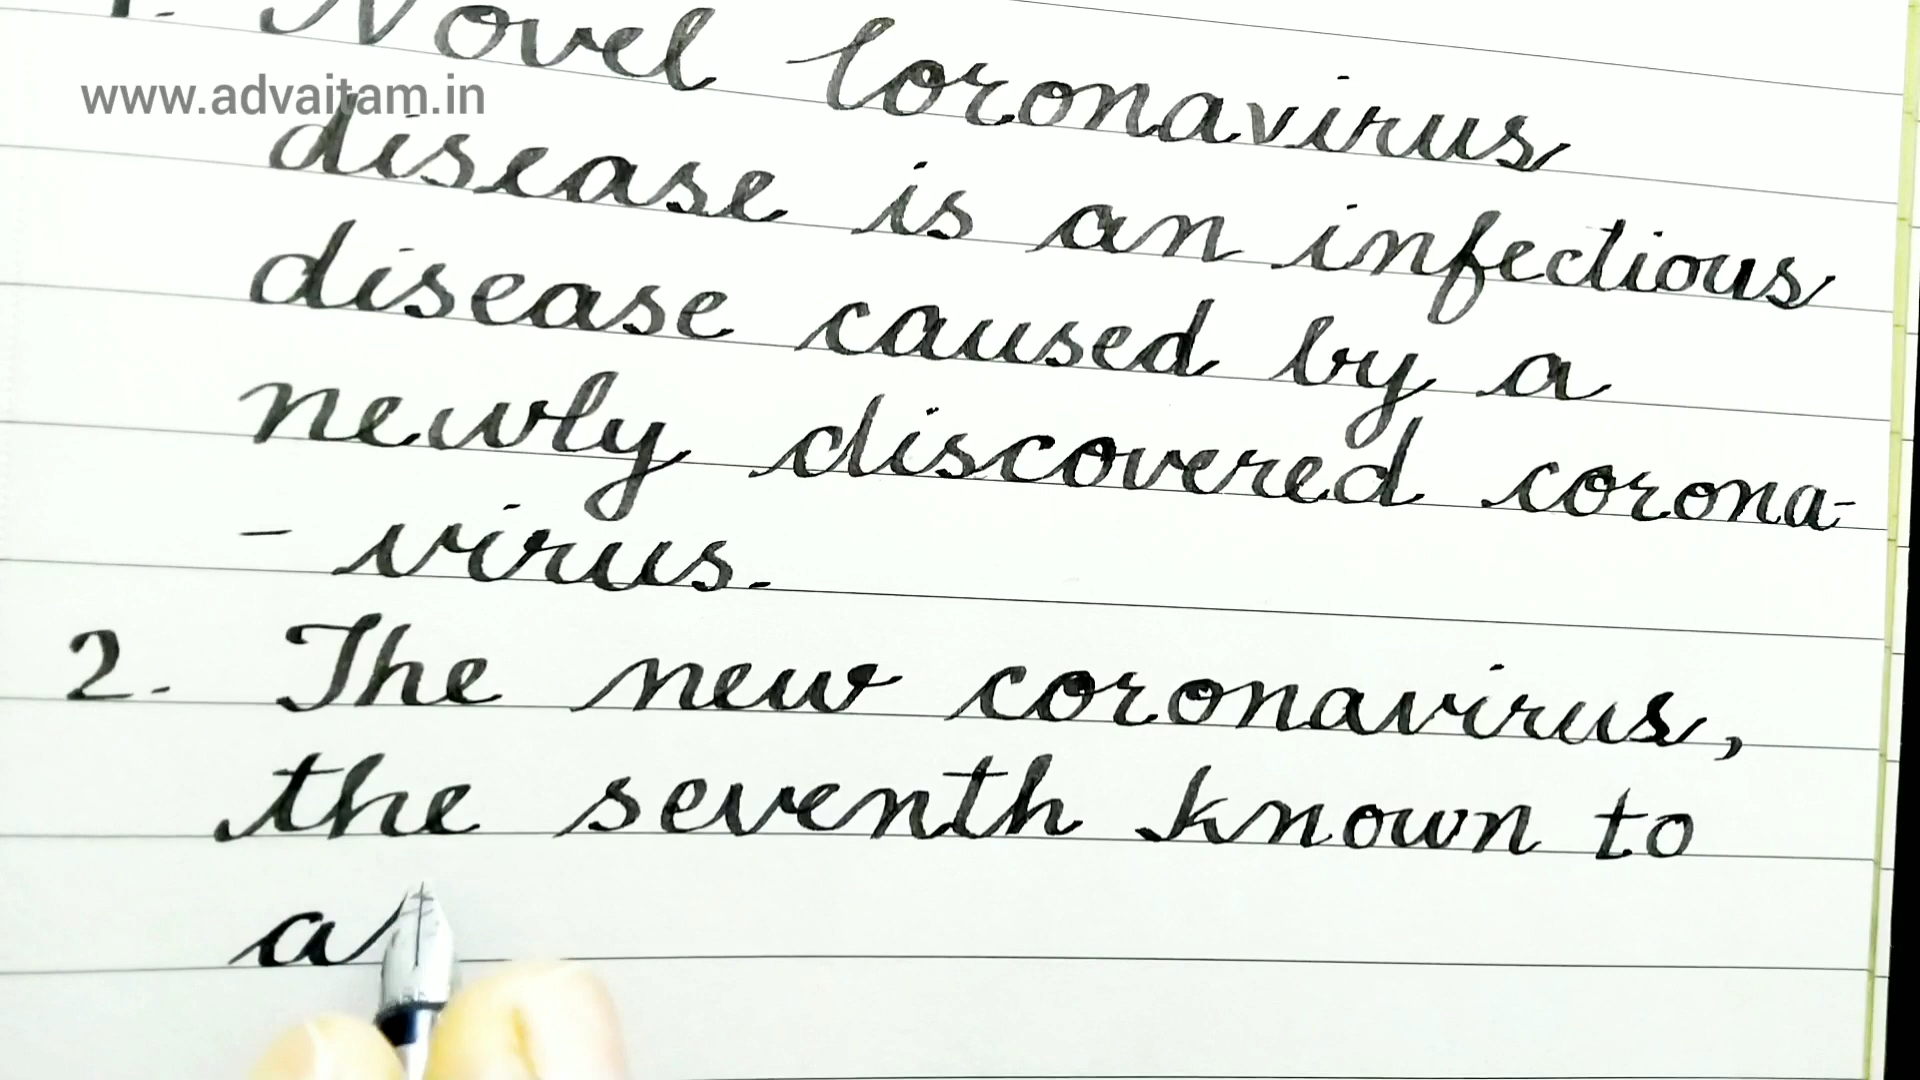 1. Novel Coronavirus
www.advaitam.in
disease is an infectious
disease caused by a
newly discovered corona-
- virus.
2. The new coronavirus,
the seventh known to
a